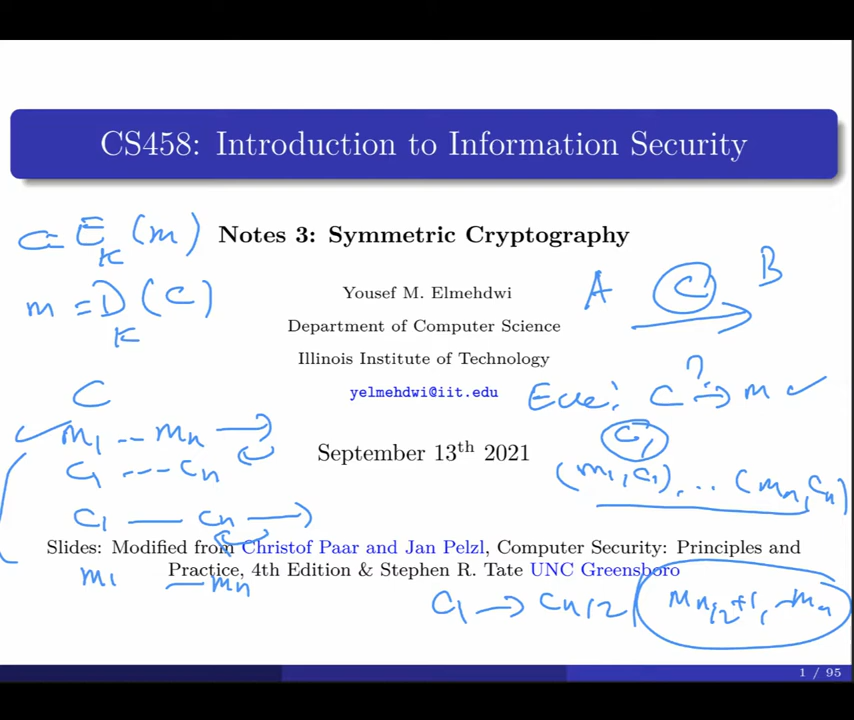 CS458: Introduction to Information Security
C = E_K (m)
Notes 3: Symmetric Cryptography
m = D_K (C)
A C B
Yousef M. Elmehdwi
Department of Computer Science
Illinois Institute of Technology
yelmehdwi@iit.edu
Eve: C ? → m ✓
C
✓ m1 -- mn →
C1
September 13th 2021
C1 --- Cn
(m1, C1), .. (mn, Cn)
C1 — Cn →
Slides: Modified from Christof Paar and Jan Pelzl, Computer Security: Principles and
Practice, 4th Edition & Stephen R. Tate UNC Greensboro
m1 — mn
C1 → Cn/2 mn/2+1, - mn
1 / 95